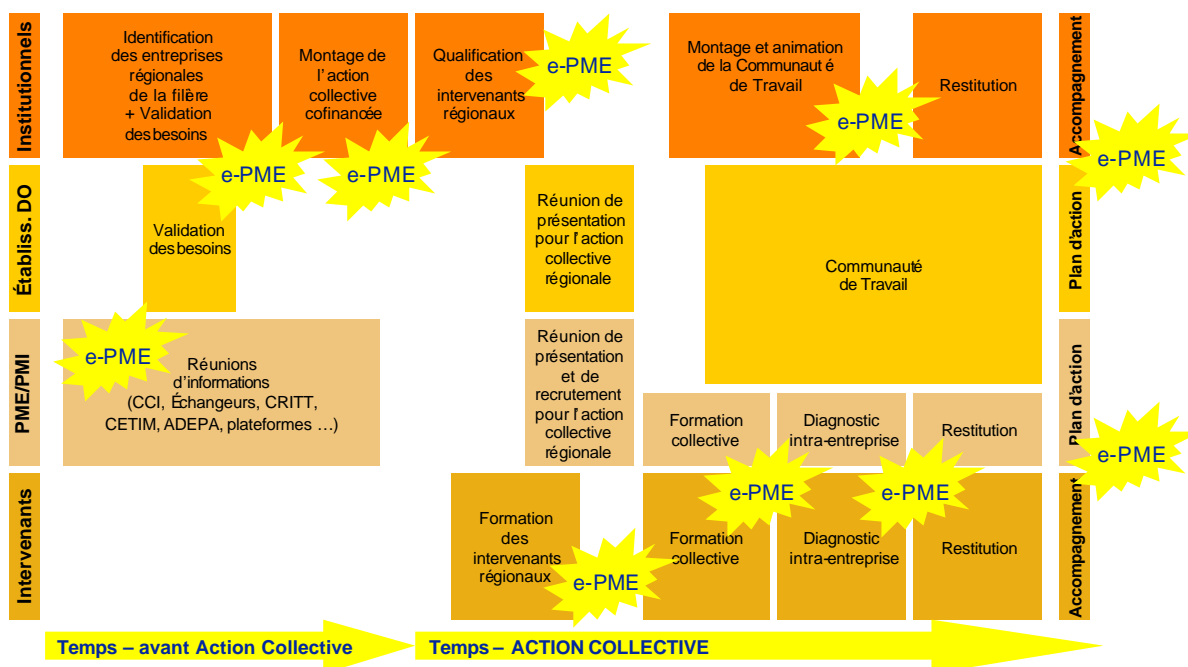 Institutionnels
Identification
des entreprises
régionales
de la filière
+ Validation
des besoins
Montage de
l'action
collective
cofinancée
Qualification
des
intervenants
régionaux
e-PME
Montage et animation
de la Communauté
de Travail
Restitution
Accompagnement
e-PME
e-PME
e-PME
e-PME
Établiss. DO
Validation
des besoins
Réunion de
présentation
pour l'action
collective
régionale
Communauté
de Travail
Plan d'action
PME/PMI
e-PME
Réunions
d'informations
(CCI, Échangeurs, CRITT,
CETIM, ADEPA, plateformes …)
Réunion de
présentation
et de
recrutement
pour l'action
collective
régionale
Formation
collective
Diagnostic
intra-entreprise
Restitution
Plan d'action
e-PME
e-PME
e-PME
Intervenants
Formation
des
intervenants
régionaux
e-PME
Formation
collective
Diagnostic
intra-entreprise
Restitution
Accompagnement
Temps – avant Action Collective
Temps – ACTION COLLECTIVE